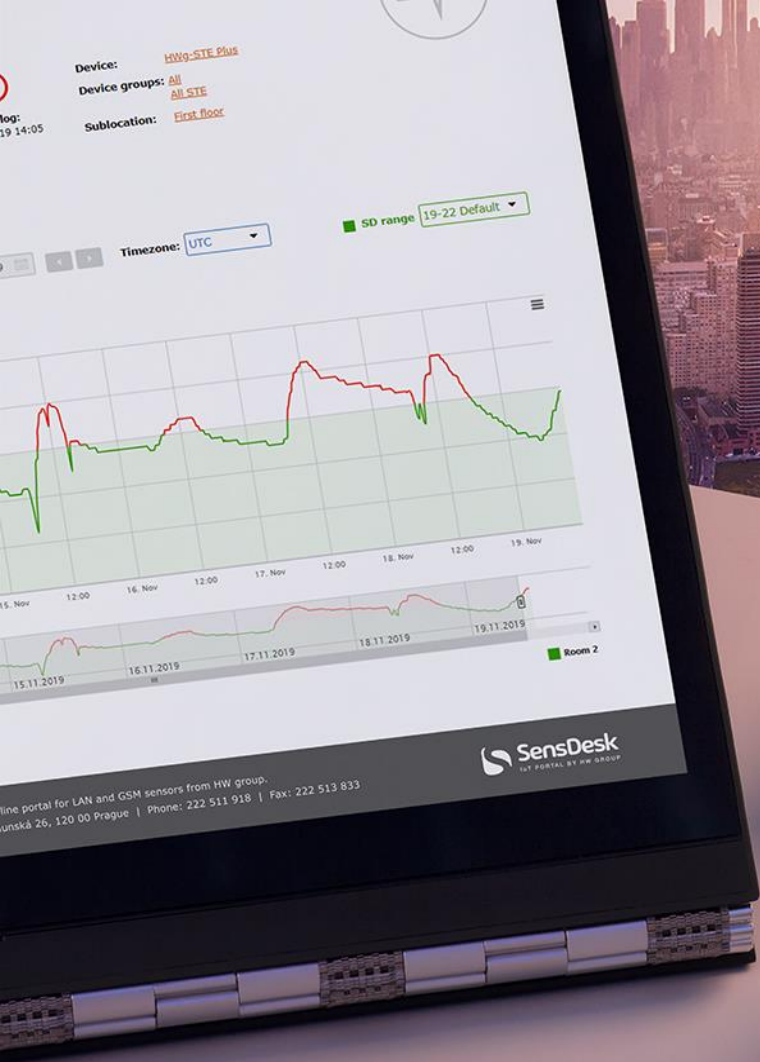 Device: HWg-STE Plus
Device groups: All
All STE
log:
19 14:05
Sublocation: First floor
Timezone: UTC
SD range 19-22 Default
15. Nov 12:00 16. Nov 12:00 17. Nov 12:00 18. Nov 12:00 19. Nov
15.11.2019 16.11.2019 17.11.2019 18.11.2019 19.11.2019
Room 2
line portal for LAN and GSM sensors from HW group.
unská 26, 120 00 Prague | Phone: 222 511 918 | Fax: 222 513 833
SensDesk
IoT PORTAL BY HW GROUP